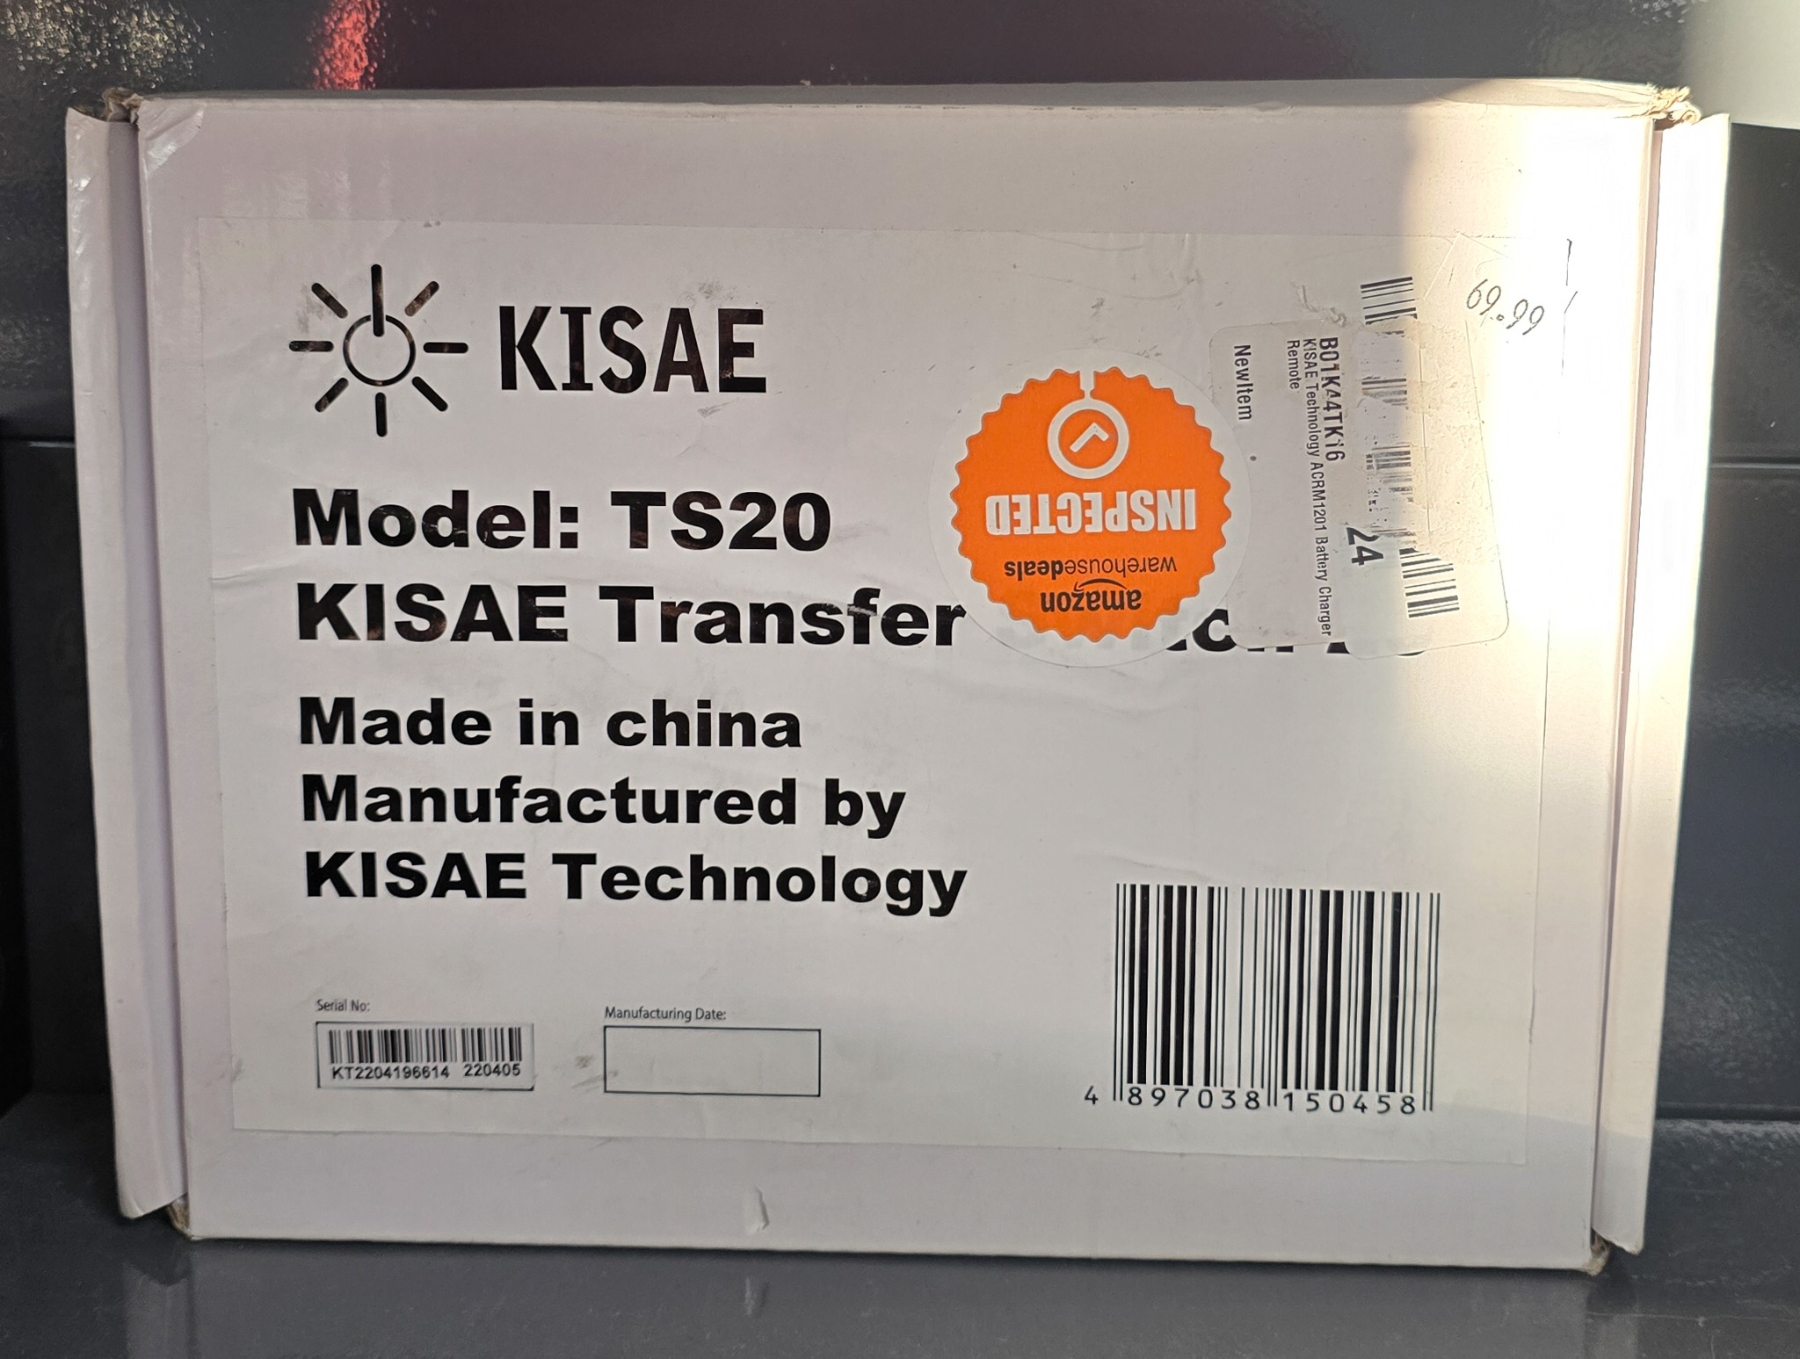 KISAE
Model: TS20
KISAE Transfer
Made in china
Manufactured by
KISAE Technology
Serial No:
KT2204196614 220405
Manufacturing Date:
4 897038 150458
INSPECTED
warehousedeals
amazon
NewItem
KISAE Technology ACRM1201 Battery Charger
Remote
24
69.99